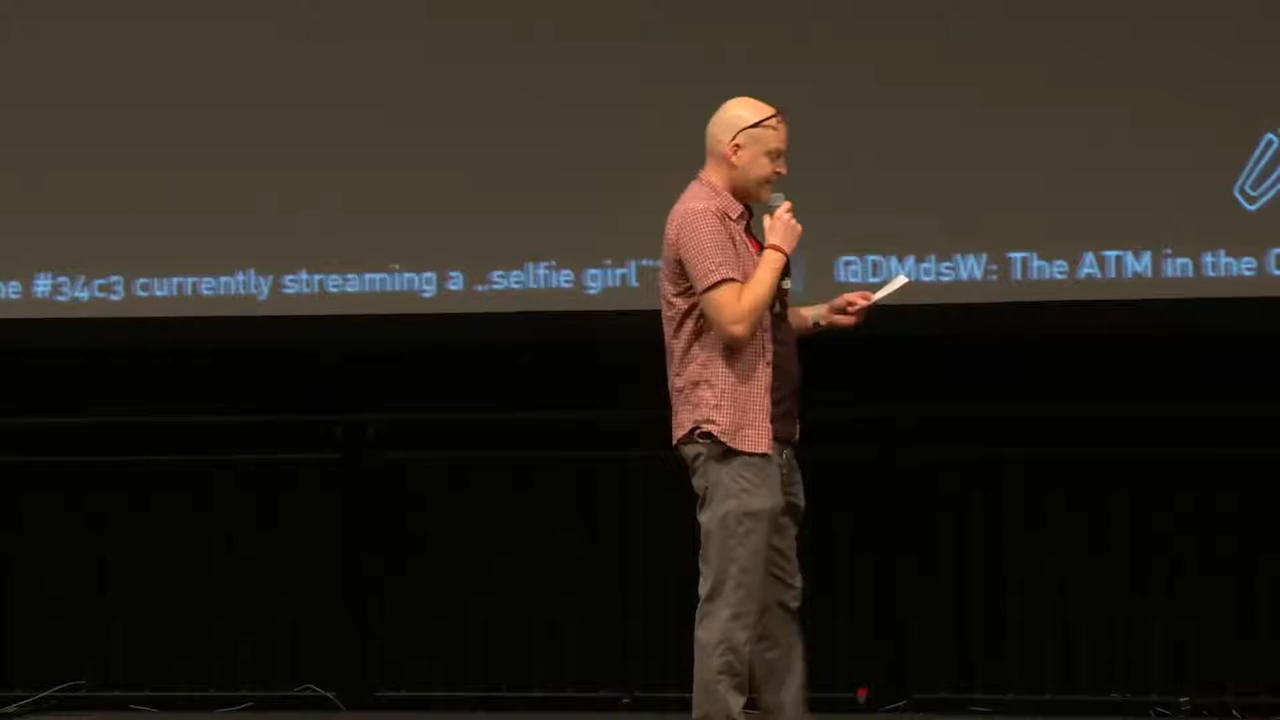 #34c3 currently streaming a „selfie girl"
@DMdsW: The ATM in the